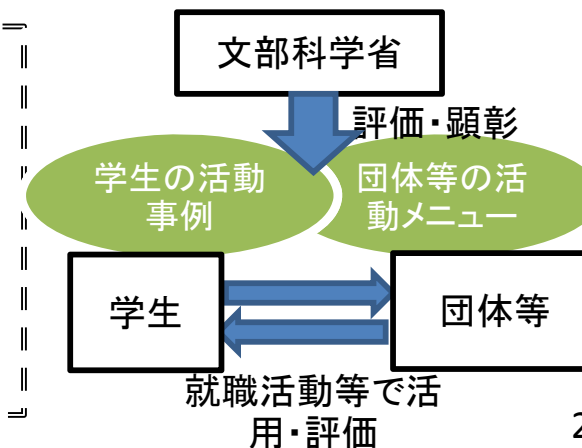 文部科学省
評価・顕彰
学生の活動
事例
団体等の活
動メニュー
学生
団体等
就職活動等で活
用・評価
2